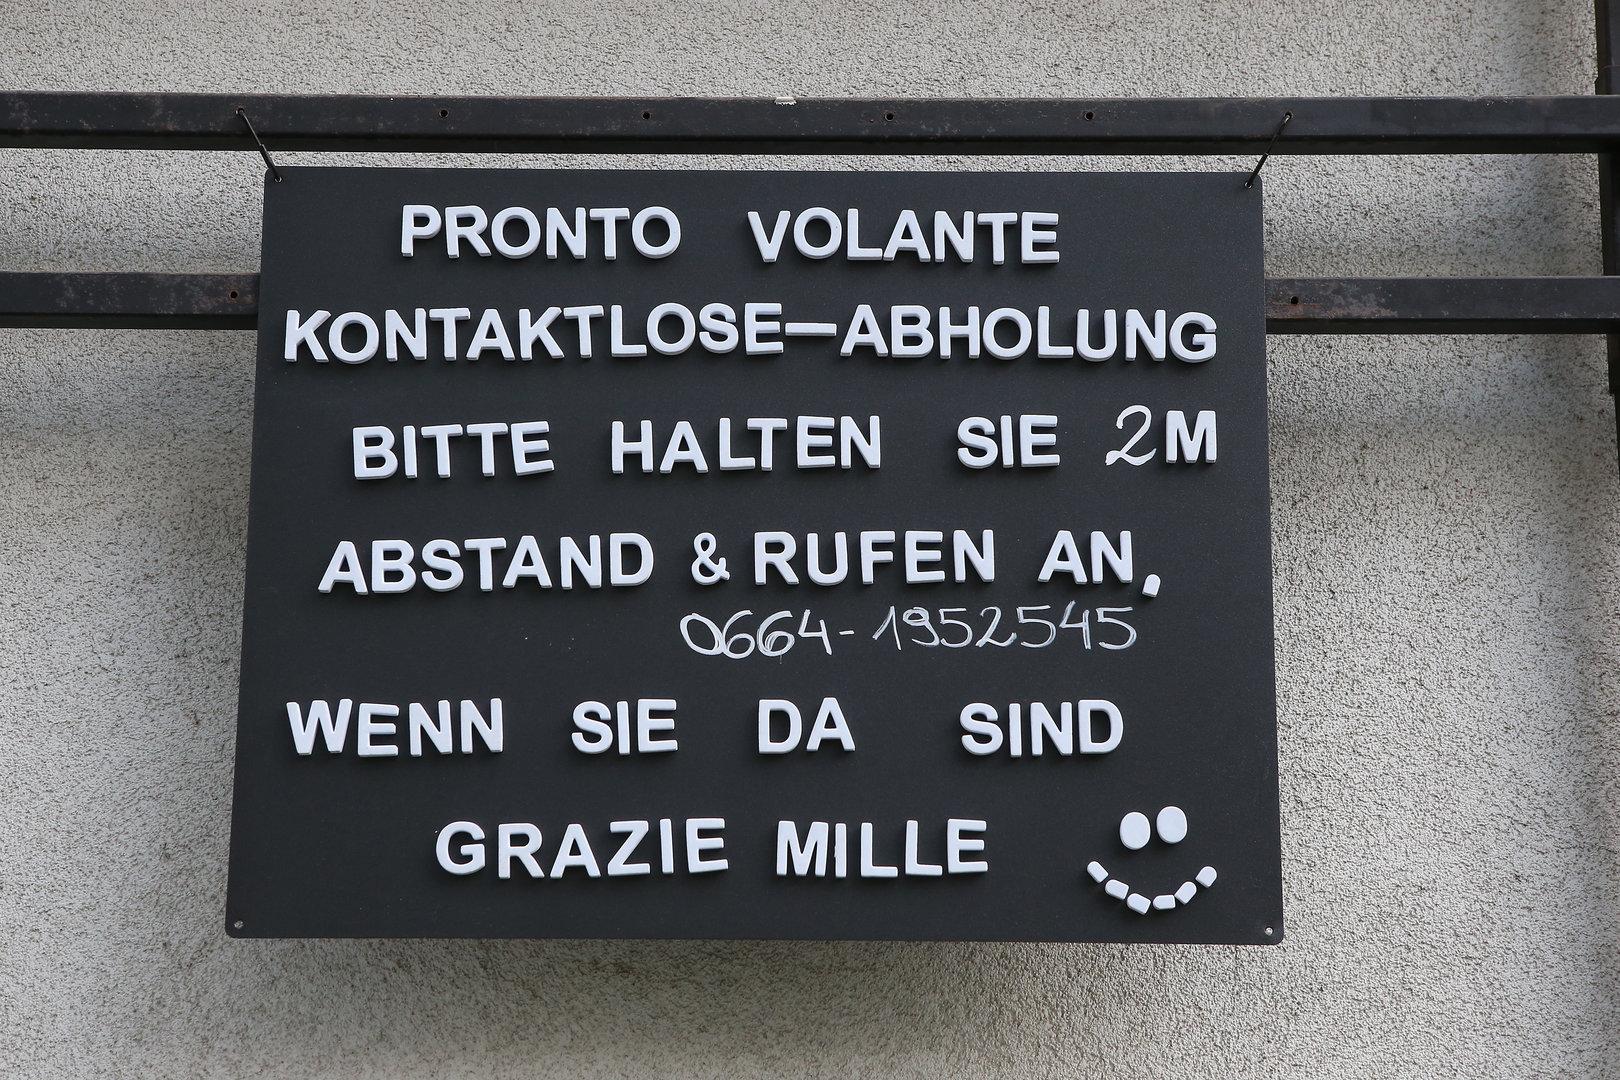 PRONTO VOLANTE
KONTAKTLOSE-ABHOLUNG
BITTE HALTEN SIE 2M
ABSTAND & RUFEN AN,
0664-1952545
WENN SIE DA SIND
GRAZIE MILLE